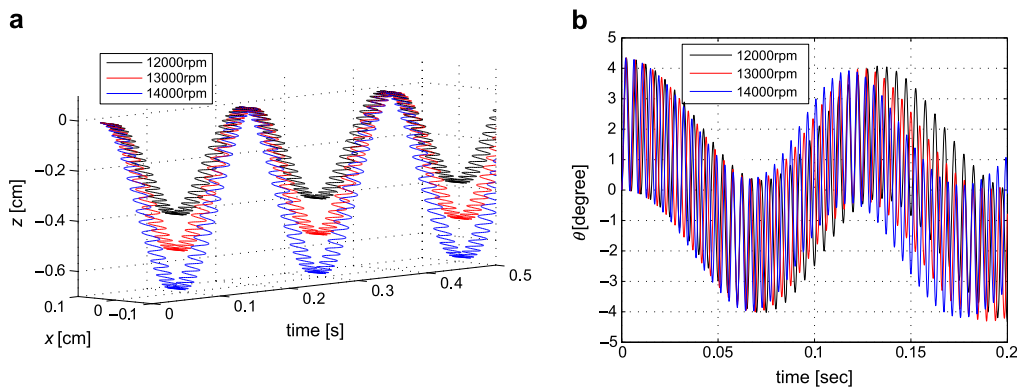 a
12000rpm
13000rpm
14000rpm
z [cm]
0
−0.2
−0.4
−0.6
0.1
0
−0.1
x [cm]
0
0.1
0.2
0.3
0.4
0.5
time [s]
b
12000rpm
13000rpm
14000rpm
θ [degree]
5
4
3
2
1
0
-1
-2
-3
-4
-5
0
0.05
0.1
0.15
0.2
time [sec]